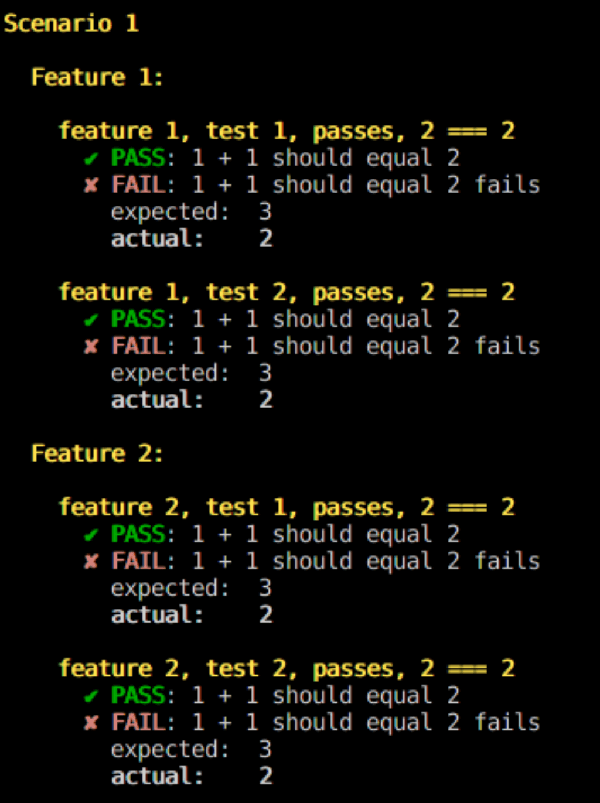 Scenario 1
Feature 1:
feature 1, test 1, passes, 2 === 2
✔ PASS: 1 + 1 should equal 2
✘ FAIL: 1 + 1 should equal 2 fails
expected: 3
actual: 2
feature 1, test 2, passes, 2 === 2
✔ PASS: 1 + 1 should equal 2
✘ FAIL: 1 + 1 should equal 2 fails
expected: 3
actual: 2
Feature 2:
feature 2, test 1, passes, 2 === 2
✔ PASS: 1 + 1 should equal 2
✘ FAIL: 1 + 1 should equal 2 fails
expected: 3
actual: 2
feature 2, test 2, passes, 2 === 2
✔ PASS: 1 + 1 should equal 2
✘ FAIL: 1 + 1 should equal 2 fails
expected: 3
actual: 2